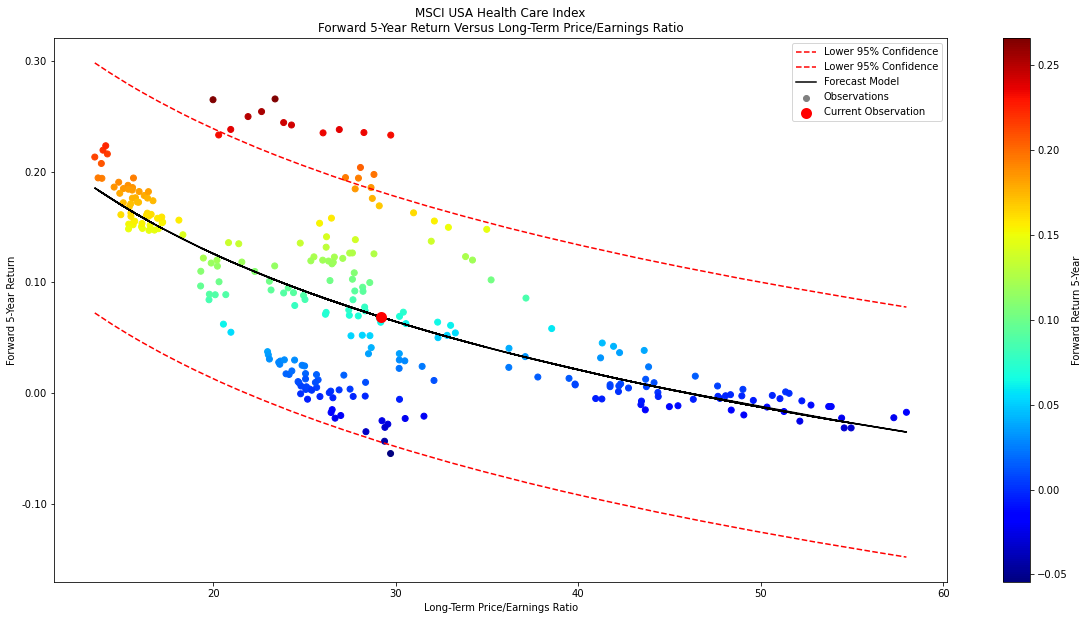 MSCI USA Health Care Index
Forward 5-Year Return Versus Long-Term Price/Earnings Ratio
Forward 5-Year Return
0.30
0.20
0.10
0.00
-0.10
Lower 95% Confidence
Lower 95% Confidence
Forecast Model
Observations
Current Observation
20
30
40
50
60
Long-Term Price/Earnings Ratio
0.25
0.20
0.15
0.10
0.05
0.00
−0.05
Forward Return 5-Year